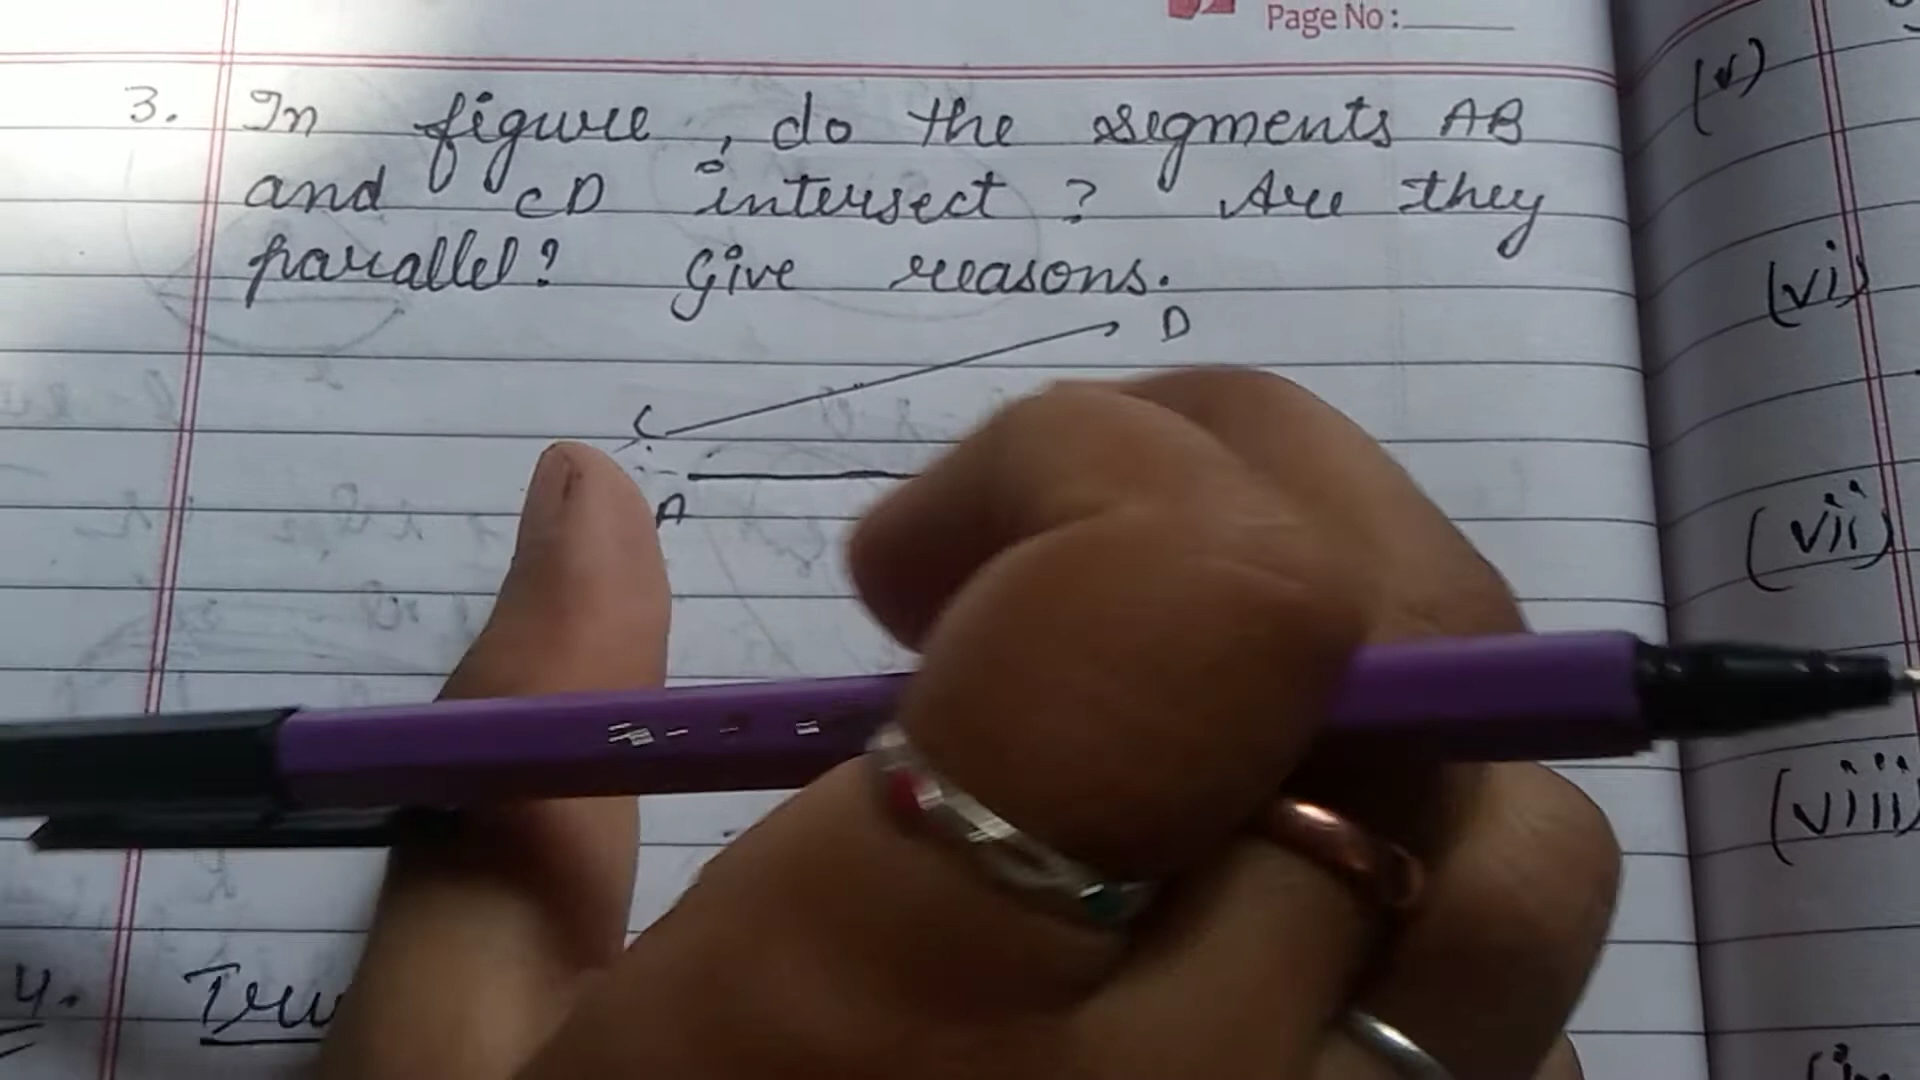 Page No :
3. In figure, do the segments AB
and CD intersect ? Are they
parallel? Give reasons.
D
C
A
4.
(v)
(vi)
(vii)
(viii)